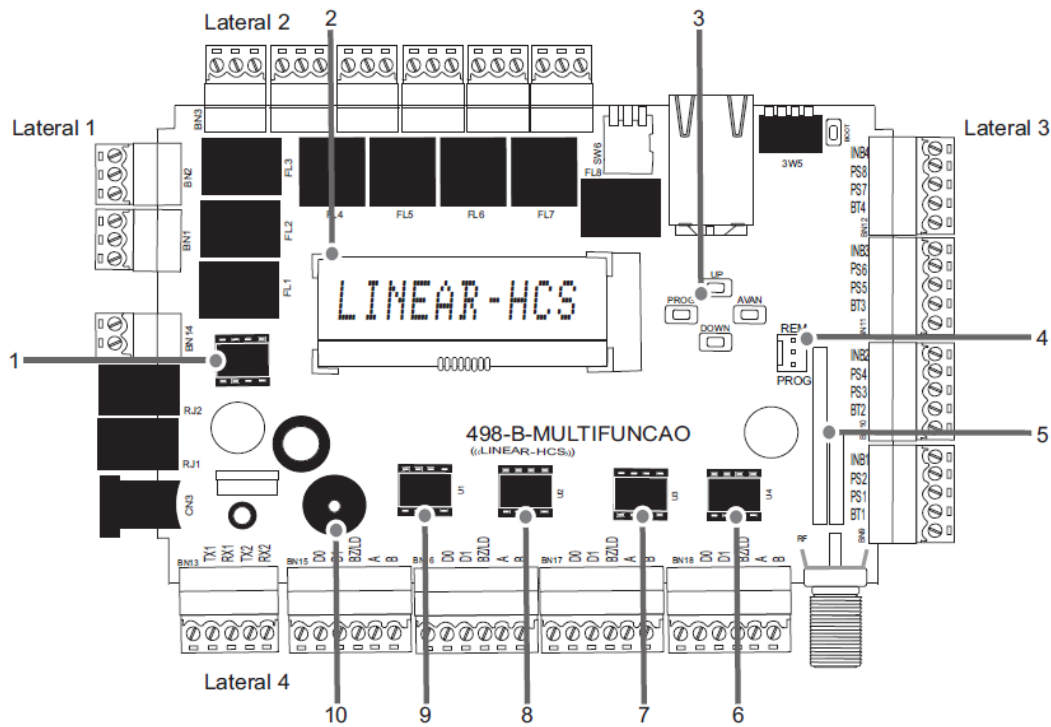 2
3
Lateral 2
Lateral 1
Lateral 3
BN3
BN2
BN1
BN14
FL3
FL2
FL1
FL4
FL5
FL6
FL7
SW6
FL8
3W5
BOOT
INB4
PS8
PS7
BT4
BN12
INB3
PS6
PS5
BT3
BN11
INB2
PS4
PS3
BT2
INB1
PS2
PS1
BT1
BN9
LINEAR-HCS
UP
PROG
AVAN
DOWN
REM
PROG
1
4
5
RJ2
RJ1
CN3
498-B-MULTIFUNCAO
((LINEAR-HCS))
U1
U2
U3
U4
RF
BN13
TX1
RX1
TX2
RX2
BN15
D0
D1
BZ/LD
A
B
D0
D1
BZ/LD
A
B
BN17
D0
D1
BZ/LD
A
B
BN18
D0
D1
BZ/LD
A
B
Lateral 4
10
9
8
7
6